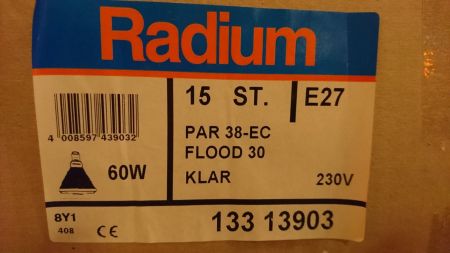 Radium
15 ST. E27
4 008597 439032
PAR 38-EC
FLOOD 30
60W
KLAR 230V
8Y1
408 CE
133 13903